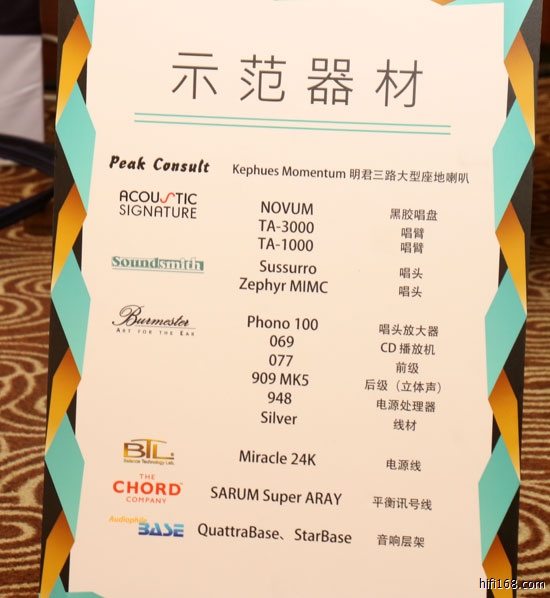 示范器材
Peak Consult Kephues Momentum 明君三路大型座地喇叭
ACOUSTIC SIGNATURE NOVUM 黑胶唱盘
TA-3000 唱臂
TA-1000 唱臂
Soundsmith Sussurro 唱头
Zephyr MIMC 唱头
Burmester ART FOR THE EAR Phono 100 唱头放大器
069 CD 播放机
077 前级
909 MK5 后级（立体声）
948 电源处理器
Silver 线材
BTL Science Technology Lab. Miracle 24K 电源线
THE CHORD COMPANY SARUM Super ARAY 平衡讯号线
Audiophile BASE QuattraBase、StarBase 音响层架
hifi168.com